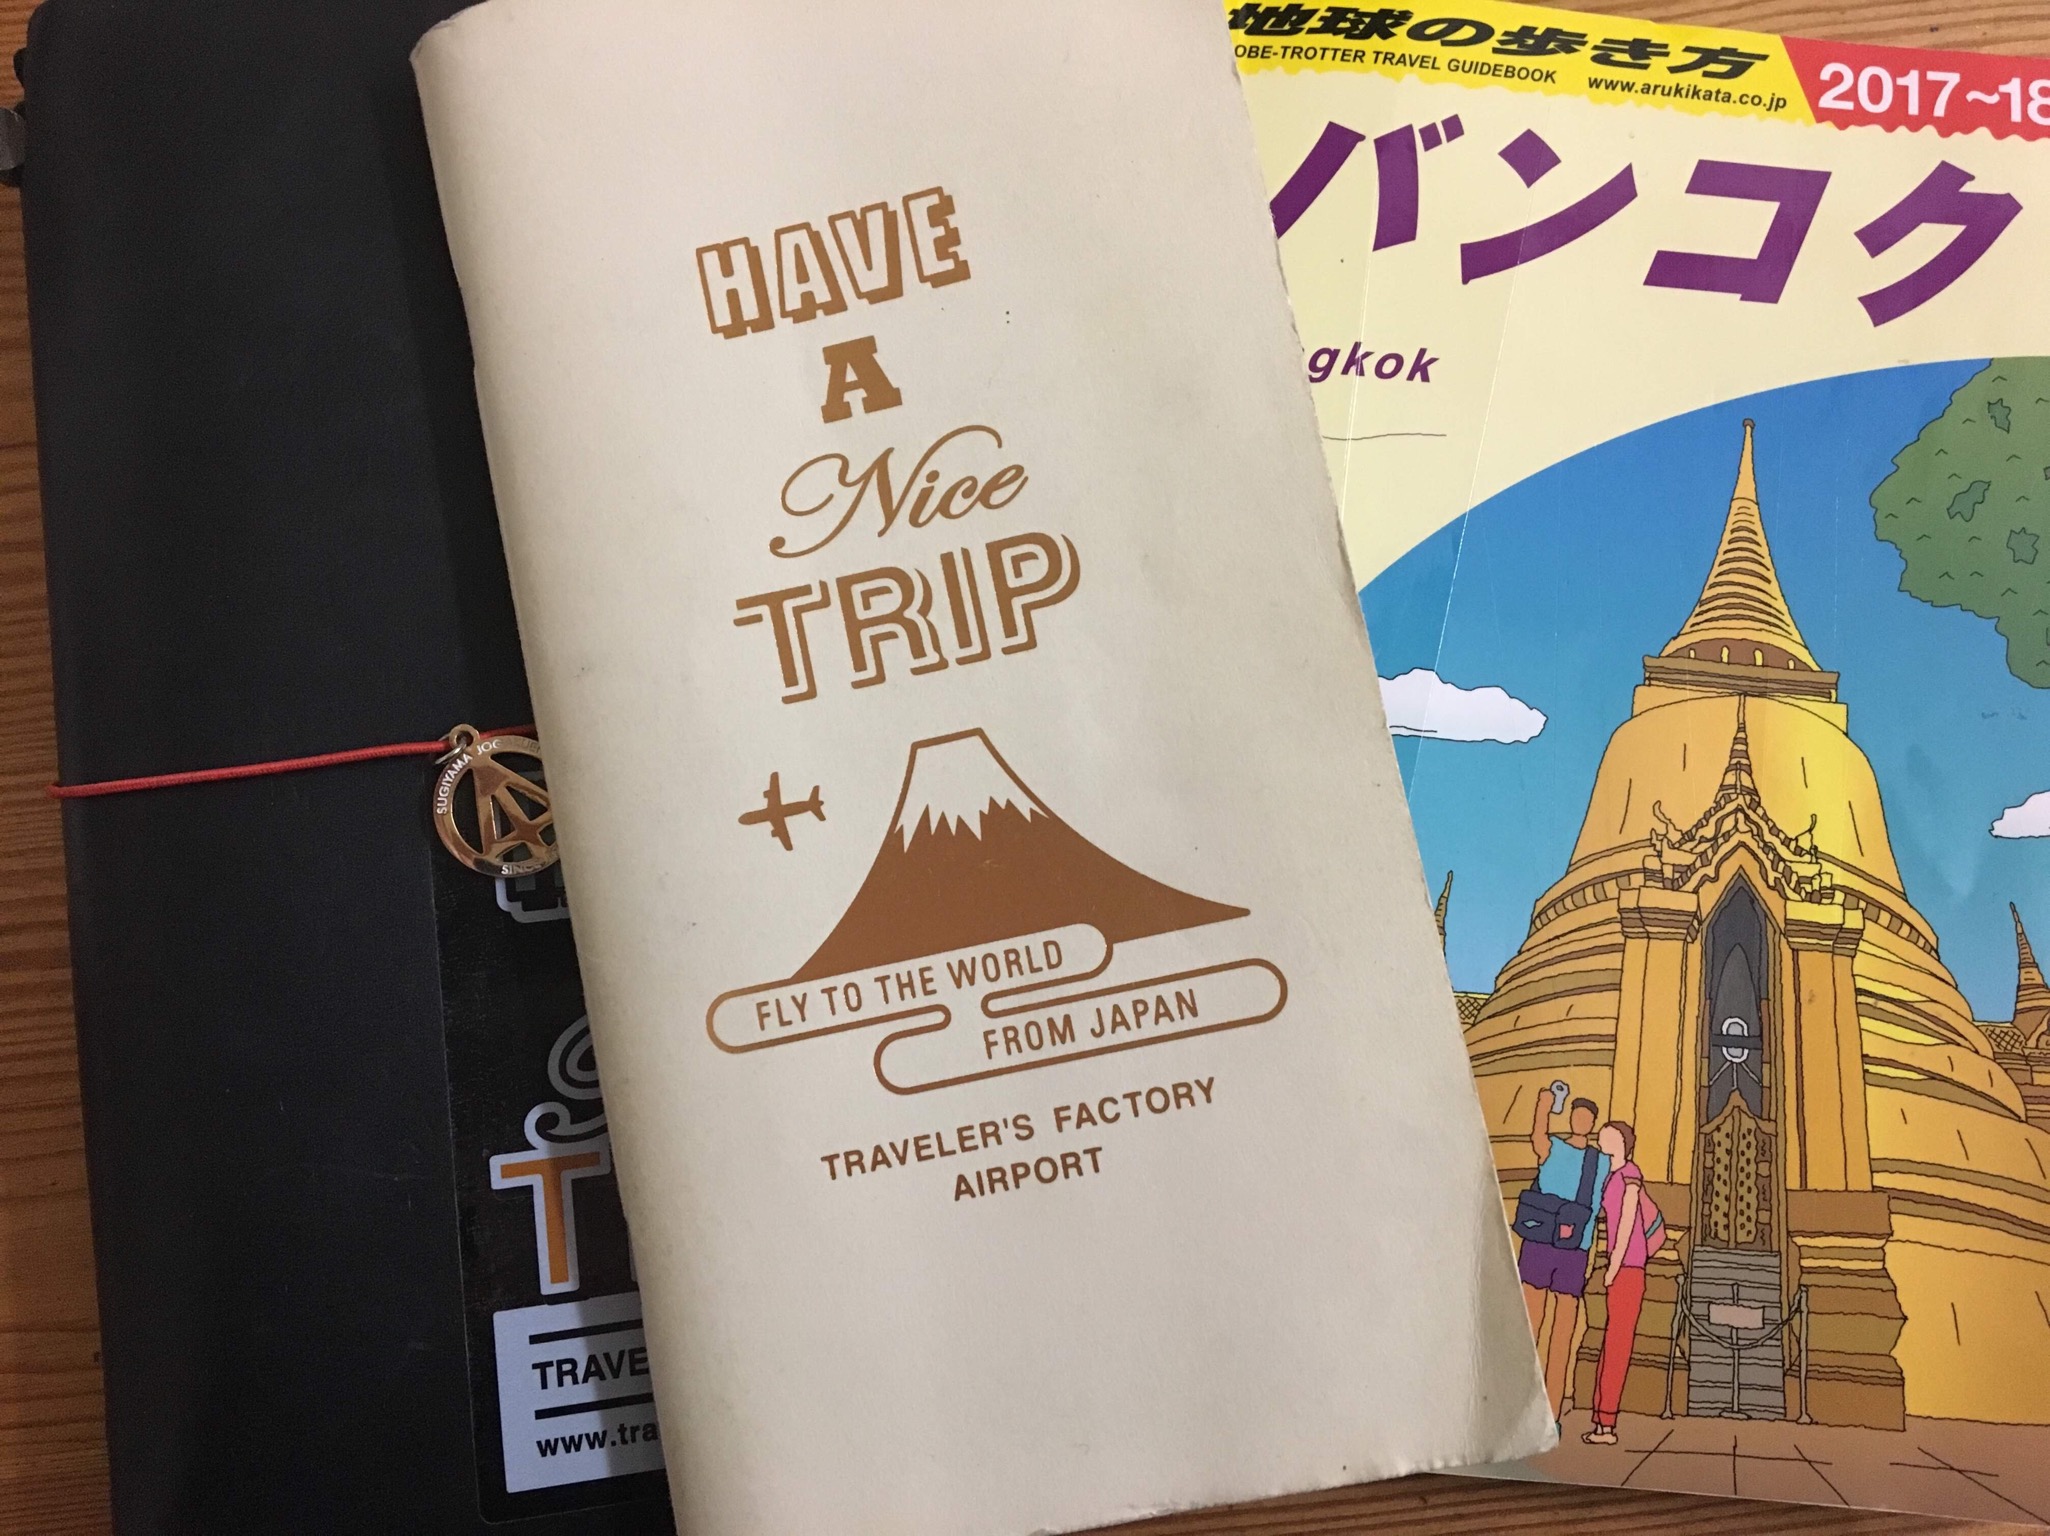 HAVE
A
Nice
TRIP
FLY TO THE WORLD
FROM JAPAN
TRAVELER'S FACTORY
AIRPORT
地球の歩き方
OBE-TROTTER TRAVEL GUIDEBOOK www.arukikata.co.jp
2017~18
バンコク
gkok
SUGIYAMA
T
TRAVE
www.tra